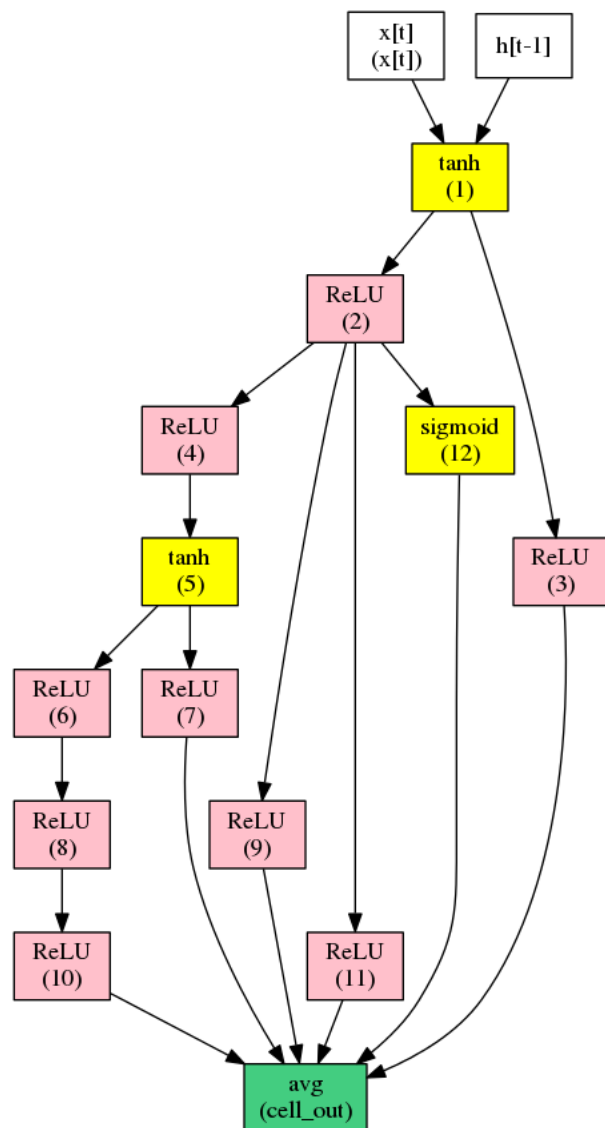 x[t]
(x[t])
h[t-1]
tanh
(1)
ReLU
(2)
ReLU
(4)
sigmoid
(12)
tanh
(5)
ReLU
(3)
ReLU
(6)
ReLU
(7)
ReLU
(8)
ReLU
(9)
ReLU
(10)
ReLU
(11)
avg
(cell_out)